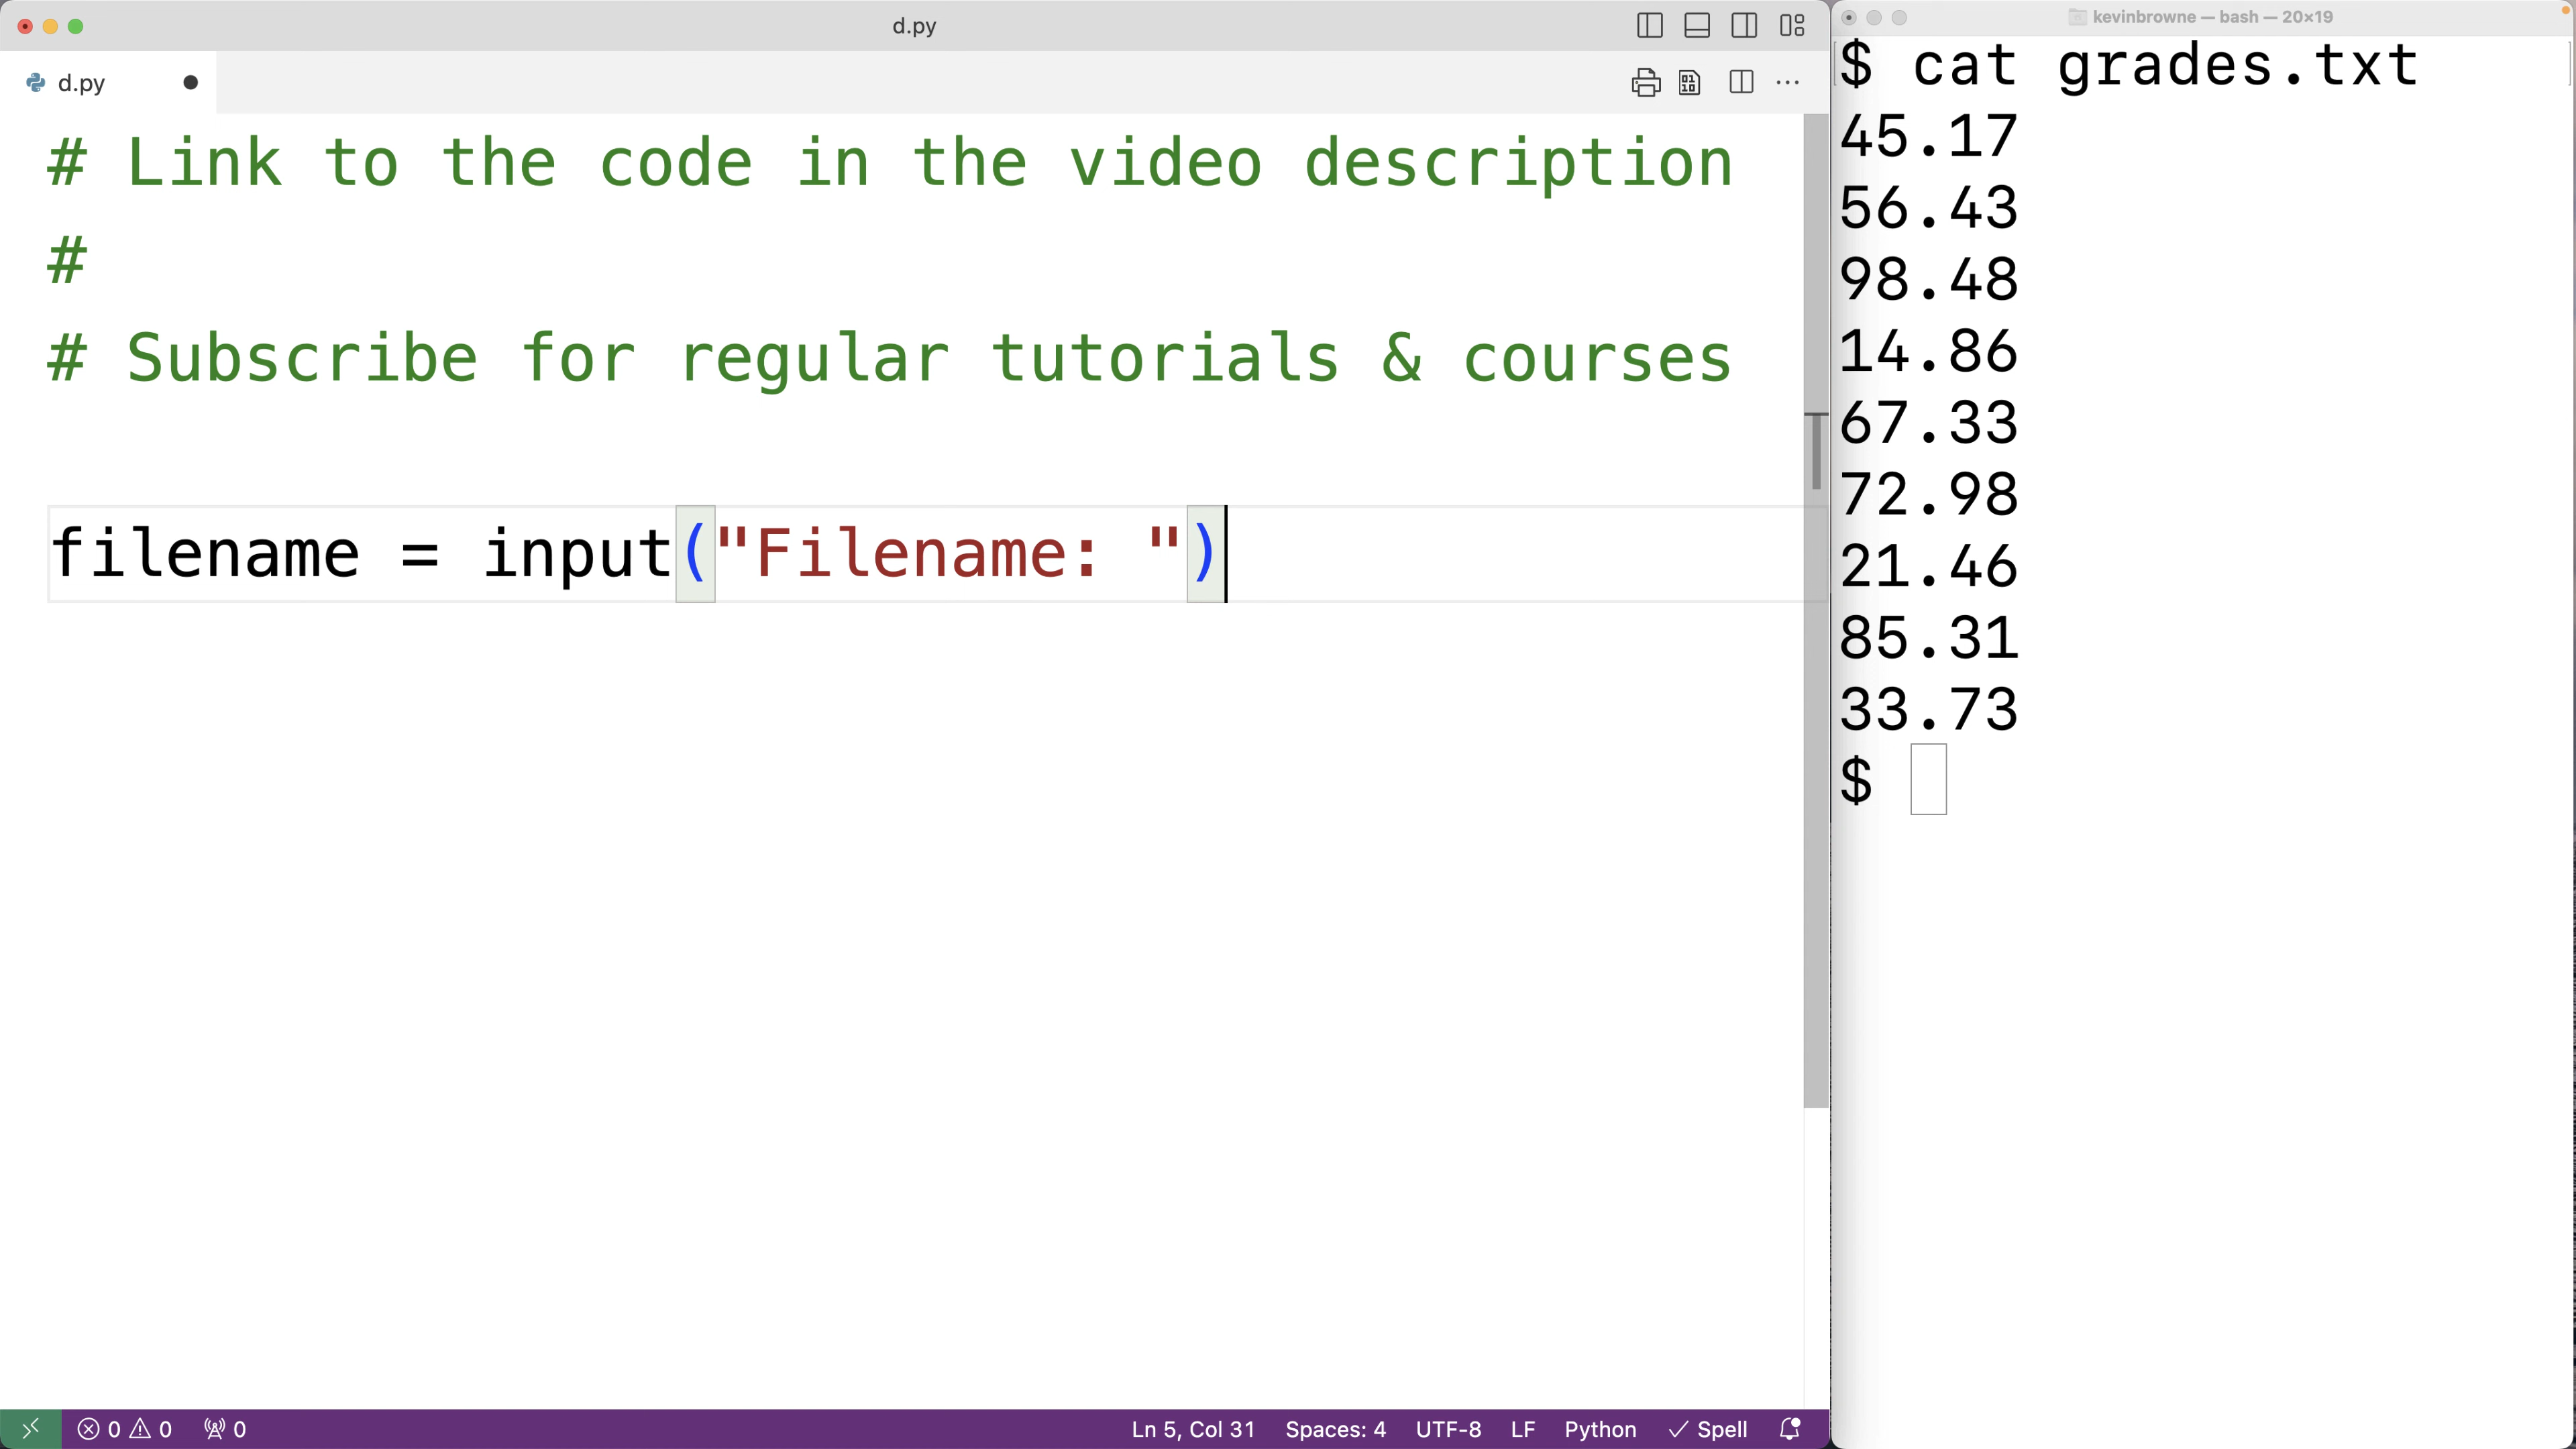 d.py
d.py
# Link to the code in the video description
#
# Subscribe for regular tutorials & courses
filename = input("Filename: ")
0 0 0
Ln 5, Col 31 Spaces: 4 UTF-8 LF Python Spell
kevinbrowne — bash — 20×19
$ cat grades.txt
45.17
56.43
98.48
14.86
67.33
72.98
21.46
85.31
33.73
$